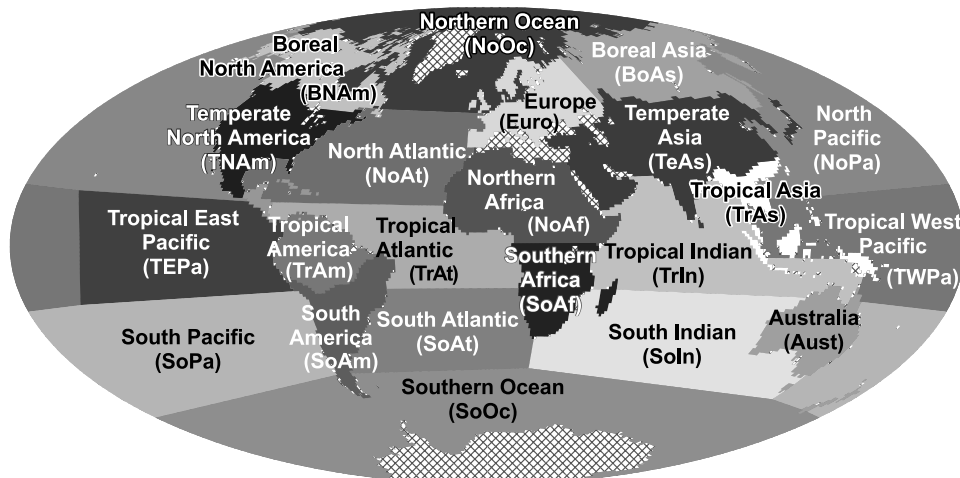 Northern Ocean
(NoOc)
Boreal
North America
(BNAm)
Boreal Asia
(BoAs)
Temperate
North America
(TNAm)
Europe
(Euro)
Temperate
Asia
(TeAs)
North
Pacific
(NoPa)
North Atlantic
(NoAt)
Northern
Africa
(NoAf)
Tropical Asia
(TrAs)
Tropical East
Pacific
(TEPa)
Tropical
America
(TrAm)
Tropical
Atlantic
(TrAt)
Southern
Africa
(SoAf)
Tropical Indian
(TrIn)
Tropical West
Pacific
(TWPa)
South Pacific
(SoPa)
South
America
(SoAm)
South Atlantic
(SoAt)
South Indian
(SoIn)
Australia
(Aust)
Southern Ocean
(SoOc)